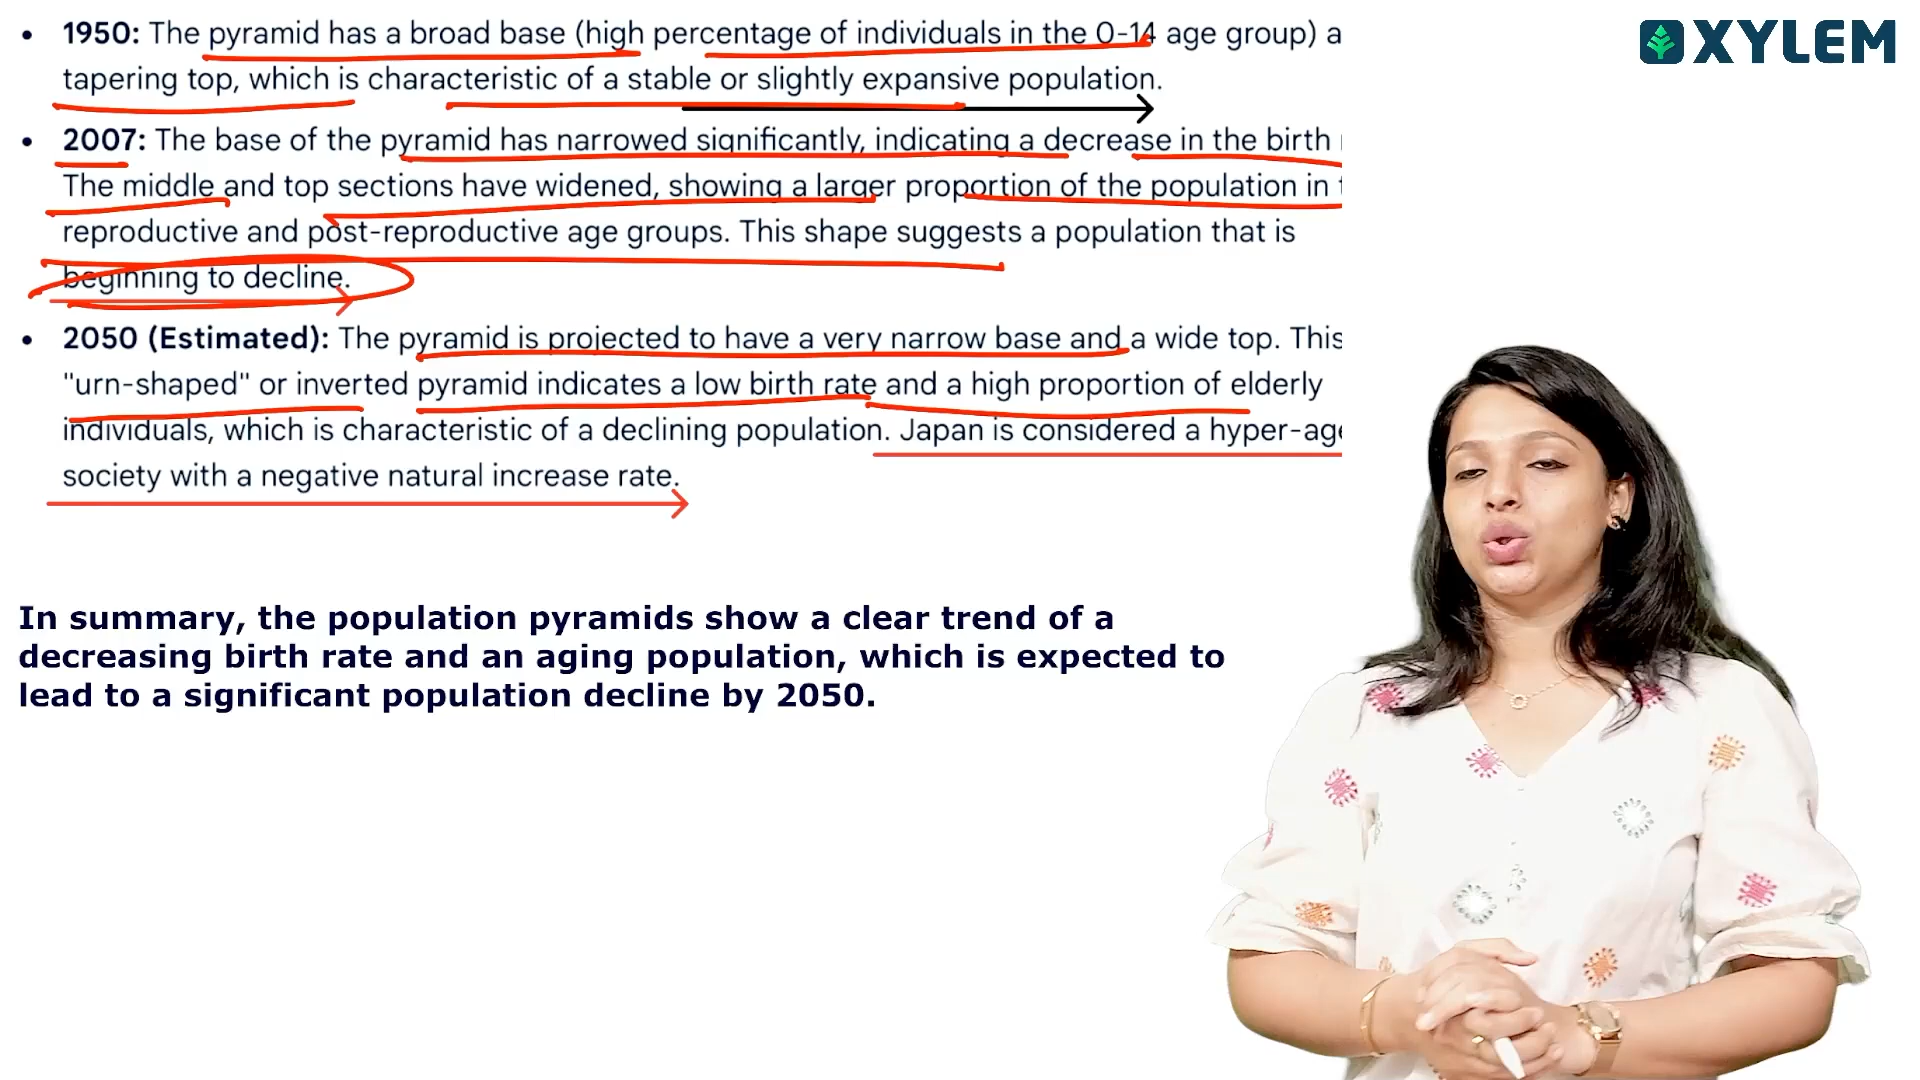 XYLEM
• 1950: The pyramid has a broad base (high percentage of individuals in the 0-14 age group) a
tapering top, which is characteristic of a stable or slightly expansive population.
• 2007: The base of the pyramid has narrowed significantly, indicating a decrease in the birth
The middle and top sections have widened, showing a larger proportion of the population in
reproductive and post-reproductive age groups. This shape suggests a population that is
beginning to decline.
• 2050 (Estimated): The pyramid is projected to have a very narrow base and a wide top. This
"urn-shaped" or inverted pyramid indicates a low birth rate and a high proportion of elderly
individuals, which is characteristic of a declining population. Japan is considered a
society with a negative natural increase rate.
In summary, the population pyramids show a clear trend of a
decreasing birth rate and an aging population, which is expected to
lead to a significant population decline by 2050.